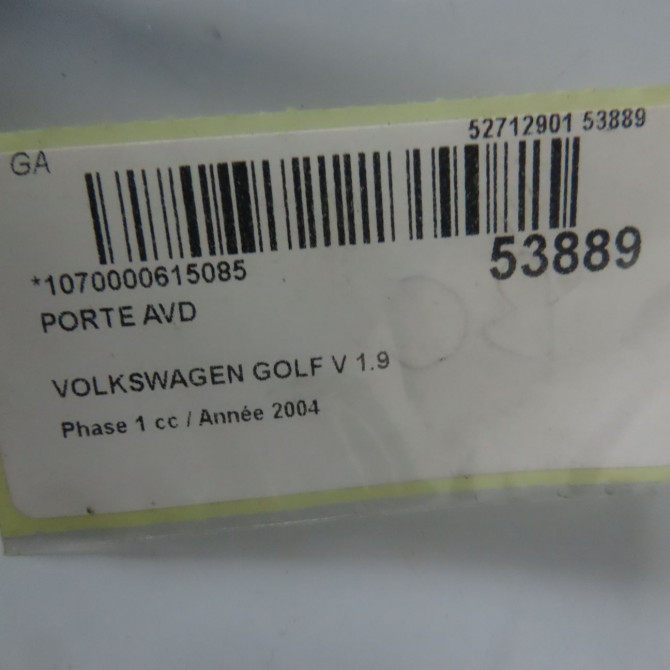 52712901 53889
GA
*1070000615085
53889
PORTE AVD
VOLKSWAGEN GOLF V 1.9
Phase 1 cc / Année 2004